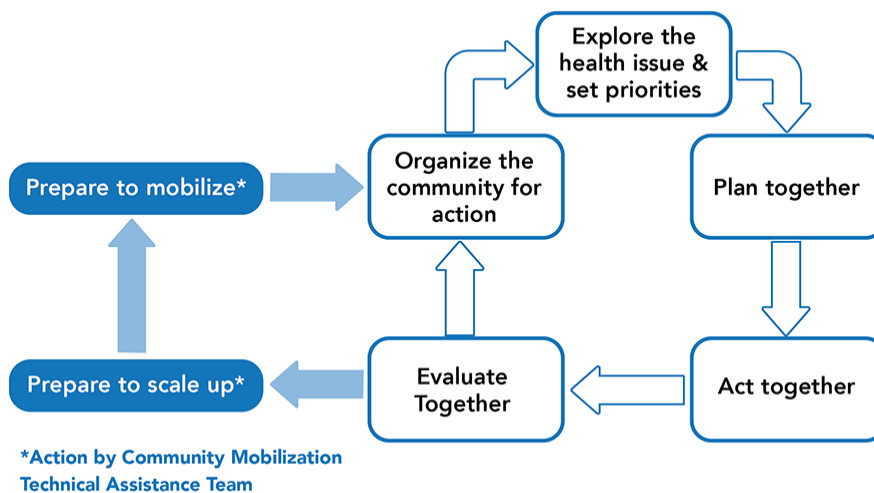 Explore the
health issue &
set priorities
Prepare to mobilize*
Organize the
community for
action
Plan together
Prepare to scale up*
Evaluate
Together
Act together
*Action by Community Mobilization
Technical Assistance Team